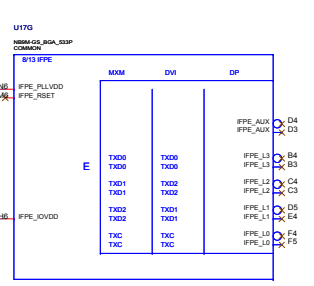 U17G
NB9M-GS_BGA_533P
COMMON
8/13 IFPE
MXM DVI DP
IFPE_PLLVDD
IFPE_RSET
IFPE_AUX D4
IFPE_AUX D3
E
TXD0 TXD0 IFPE_L3 B4
TXD0 TXD0 IFPE_L3 B3
TXD1 TXD2 IFPE_L2 C4
TXD1 TXD2 IFPE_L2 C3
TXD2 TXD1 IFPE_L1 D5
TXD2 TXD1 IFPE_L1 E4
IFPE_IOVDD
TXC TXC IFPE_L0 F4
TXC TXC IFPE_L0 F5